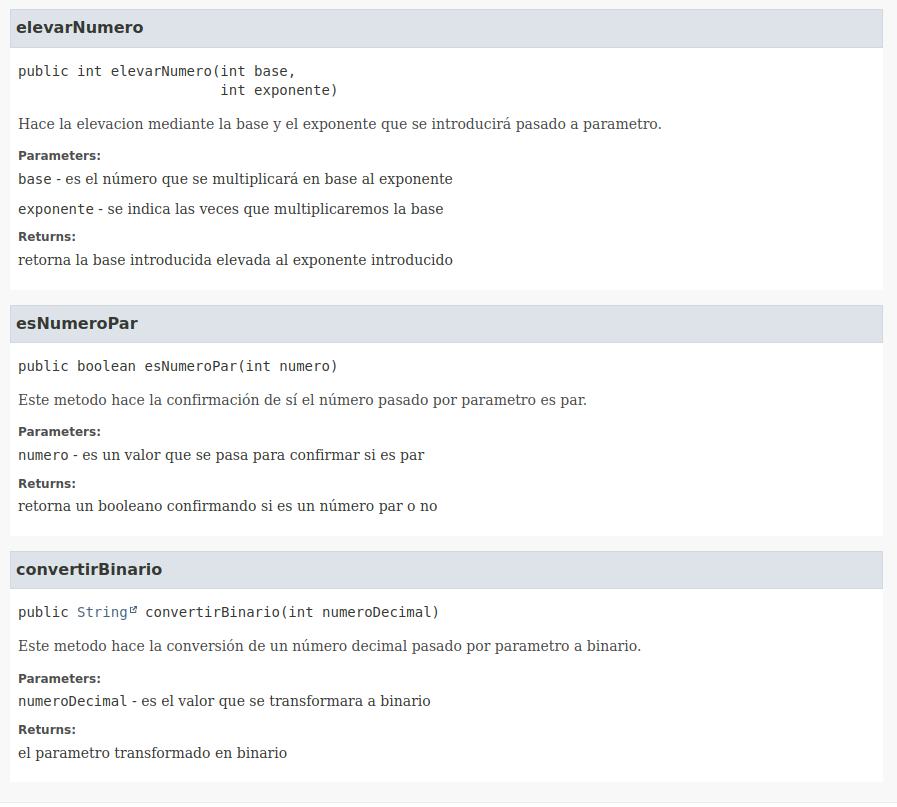 elevarNumero
public int elevarNumero(int base,
int exponente)
Hace la elevacion mediante la base y el exponente que se introducirá pasado a parametro.
Parameters:
base - es el número que se multiplicará en base al exponente
exponente - se indica las veces que multiplicaremos la base
Returns:
retorna la base introducida elevada al exponente introducido
esNumeroPar
public boolean esNumeroPar(int numero)
Este metodo hace la confirmación de sí el número pasado por parametro es par.
Parameters:
numero - es un valor que se pasa para confirmar si es par
Returns:
retorna un booleano confirmando si es un número par o no
convertirBinario
public String convertirBinario(int numeroDecimal)
Este metodo hace la conversión de un número decimal pasado por parametro a binario.
Parameters:
numeroDecimal - es el valor que se transformara a binario
Returns:
el parametro transformado en binario